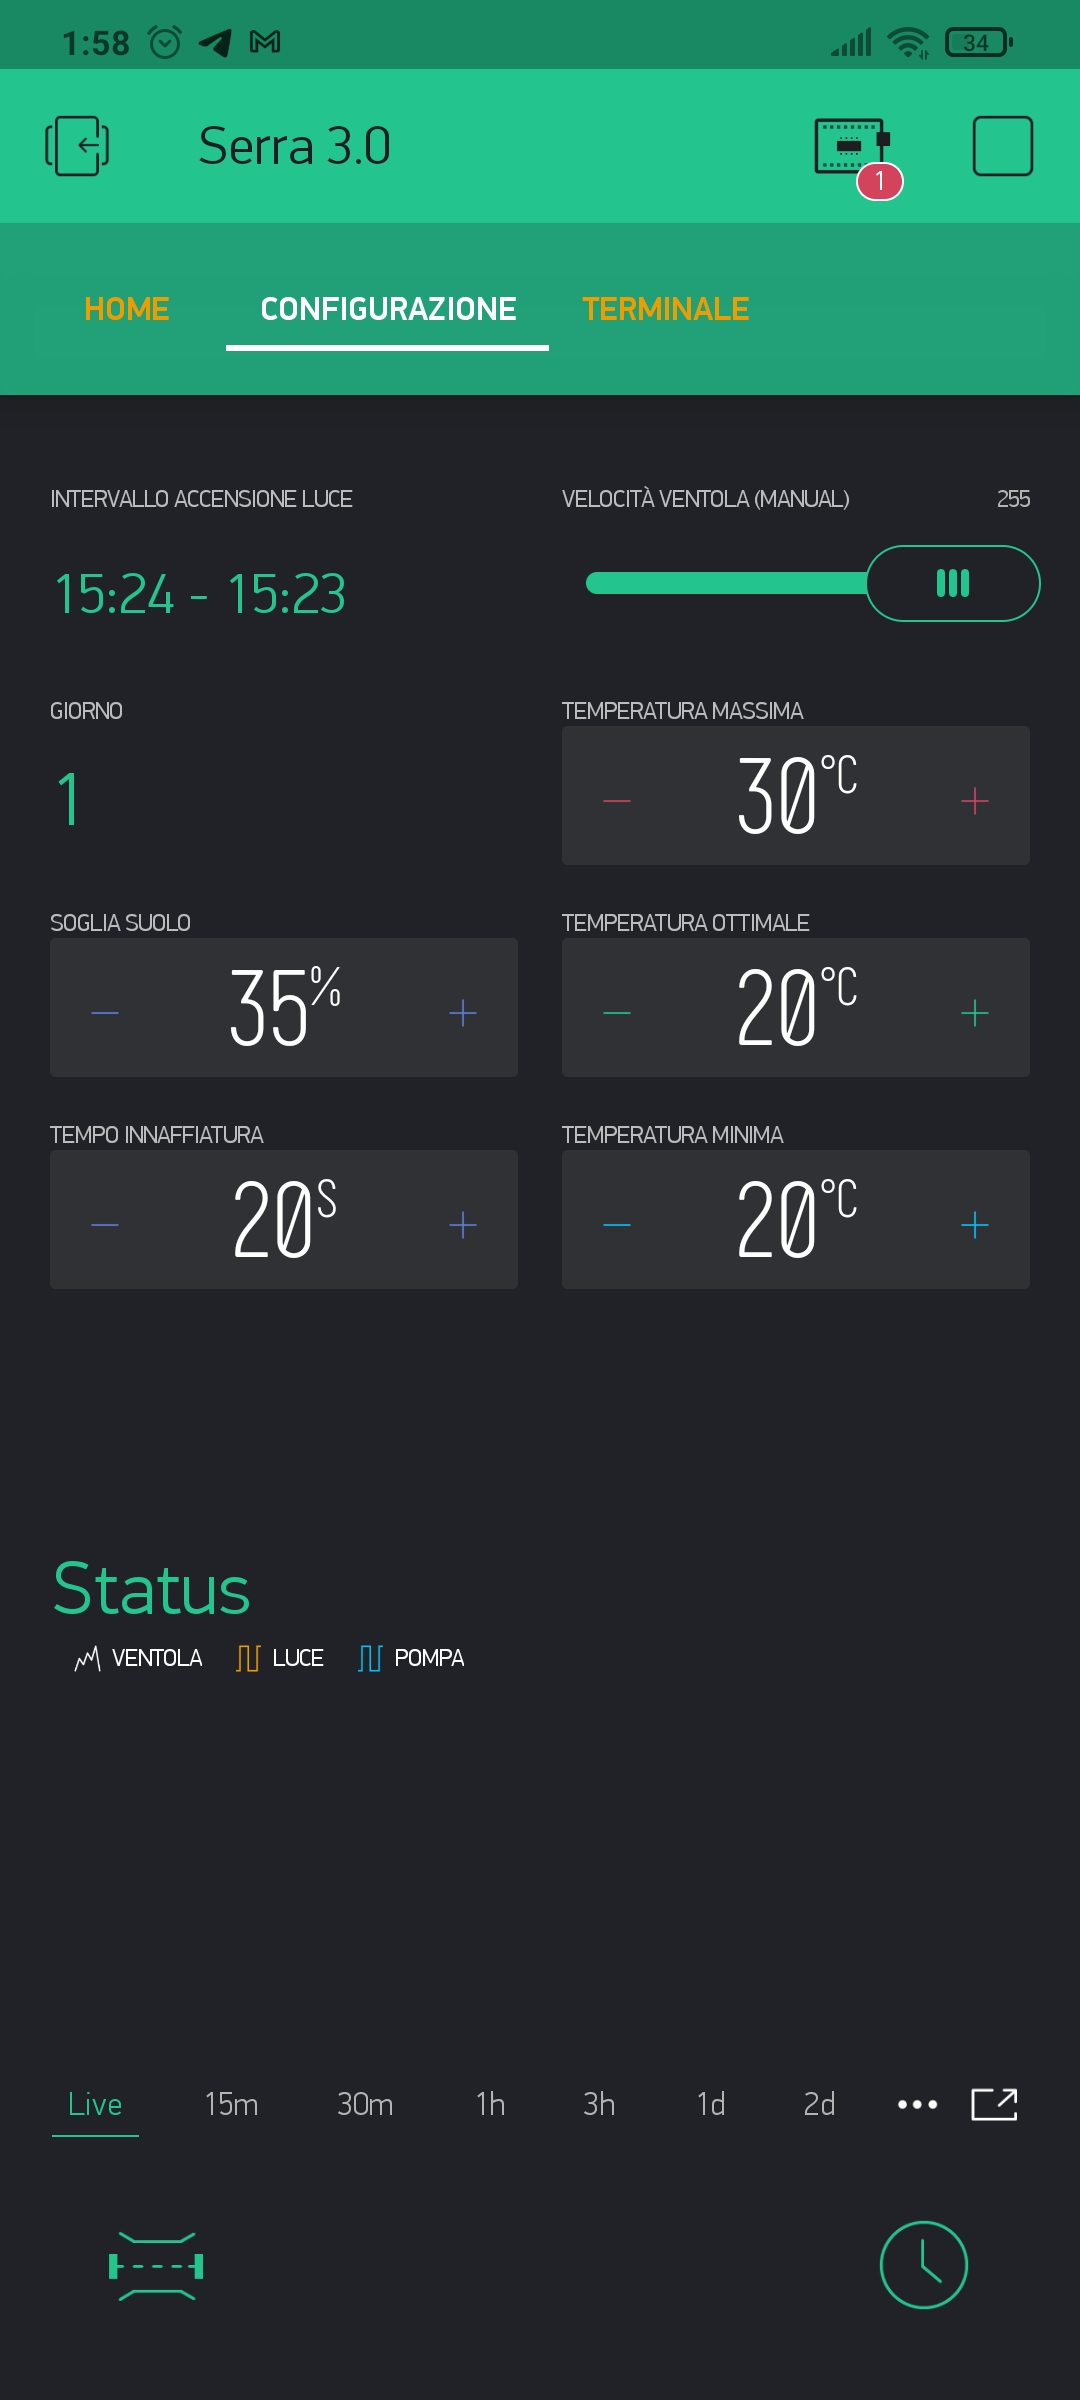 1:58
34
Serra 3.0
1
HOME CONFIGURAZIONE TERMINALE
INTERVALLO ACCENSIONE LUCE
15:24 - 15:23
VELOCITÀ VENTOLA (MANUAL) 255
GIORNO
1
TEMPERATURA MASSIMA
- 30°C +
SOGLIA SUOLO
- 35% +
TEMPERATURA OTTIMALE
- 20°C +
TEMPO INNAFFIATURA
- 20S +
TEMPERATURA MINIMA
- 20°C +
Status
VENTOLA LUCE POMPA
Live 15m 30m 1h 3h 1d 2d •••